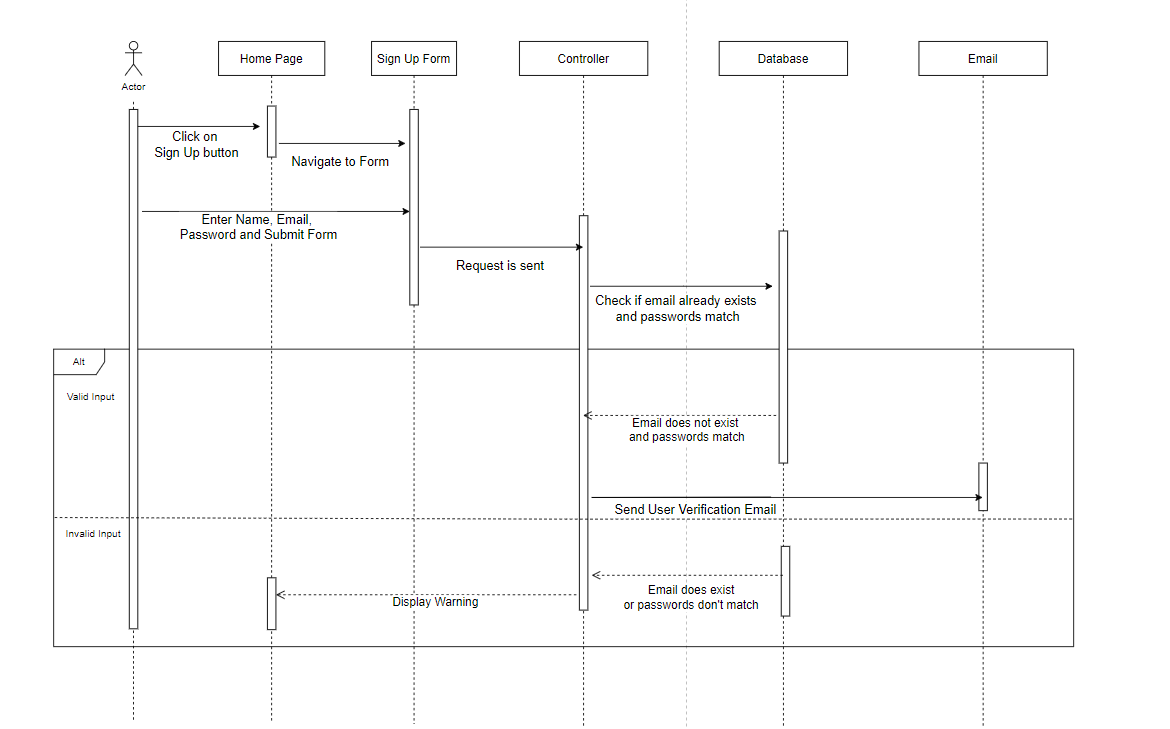 Home Page
Sign Up Form
Controller
Database
Email
Actor
Click on
Sign Up button
Navigate to Form
Enter Name, Email,
Password and Submit Form
Request is sent
Check if email already exists
and passwords match
Alt
Valid Input
Email does not exist
and passwords match
Send User Verification Email
Invalid Input
Email does exist
or passwords don't match
Display Warning